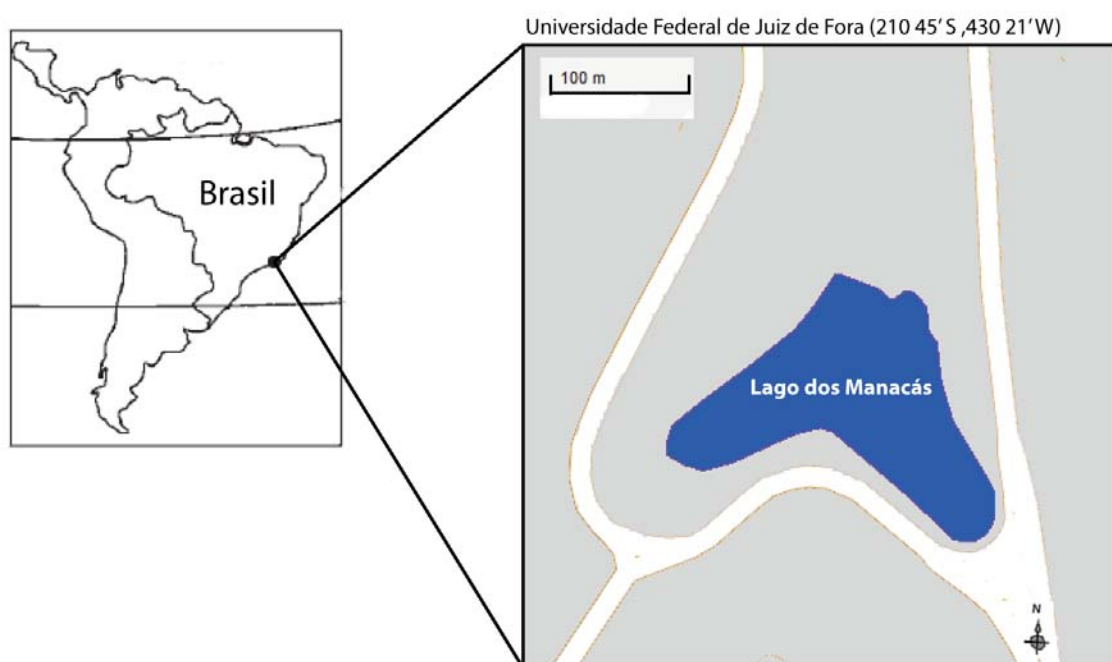 Universidade Federal de Juiz de Fora (210 45' S ,430 21' W)
100 m
Brasil
Lago dos Manacás
N